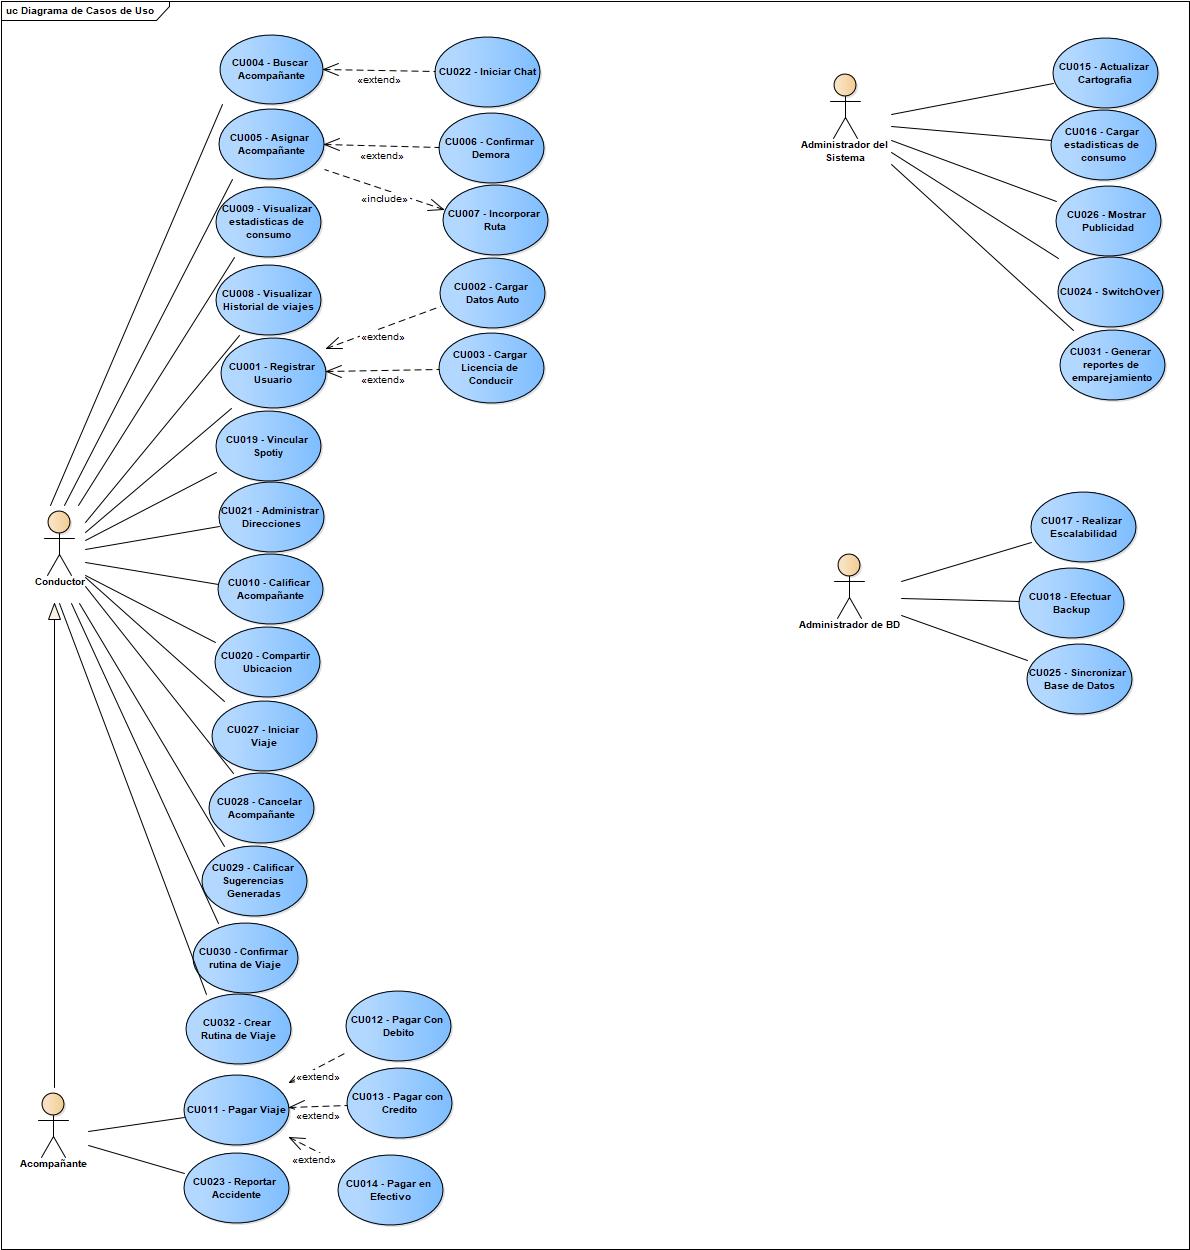 uc Diagrama de Casos de Uso
CU004 - Buscar
Acompañante
«extend»
CU022 - Iniciar Chat
CU005 - Asignar
Acompañante
«extend»
CU006 - Confirmar
Demora
«include»
CU007 - Incorporar
Ruta
CU009 - Visualizar
estadisticas de
consumo
CU008 - Visualizar
Historial de viajes
CU002 - Cargar
Datos Auto
«extend»
CU001 - Registrar
Usuario
CU003 - Cargar
Licencia de
Conducir
«extend»
CU019 - Vincular
Spotiy
CU021 - Administrar
Direcciones
Conductor
CU010 - Calificar
Acompañante
CU020 - Compartir
Ubicacion
CU027 - Iniciar
Viaje
CU028 - Cancelar
Acompañante
CU029 - Calificar
Sugerencias
Generadas
CU030 - Confirmar
rutina de Viaje
CU032 - Crear
Rutina de Viaje
CU012 - Pagar Con
Debito
«extend»
CU011 - Pagar Viaje
CU013 - Pagar con
Credito
«extend»
«extend»
CU014 - Pagar en
Efectivo
Acompañante
CU023 - Reportar
Accidente
Administrador del
Sistema
CU015 - Actualizar
Cartografia
CU016 - Cargar
estadisticas de
consumo
CU026 - Mostrar
Publicidad
CU024 - SwitchOver
CU031 - Generar
reportes de
emparejamiento
Administrador de BD
CU017 - Realizar
Escalabilidad
CU018 - Efectuar
Backup
CU025 - Sincronizar
Base de Datos